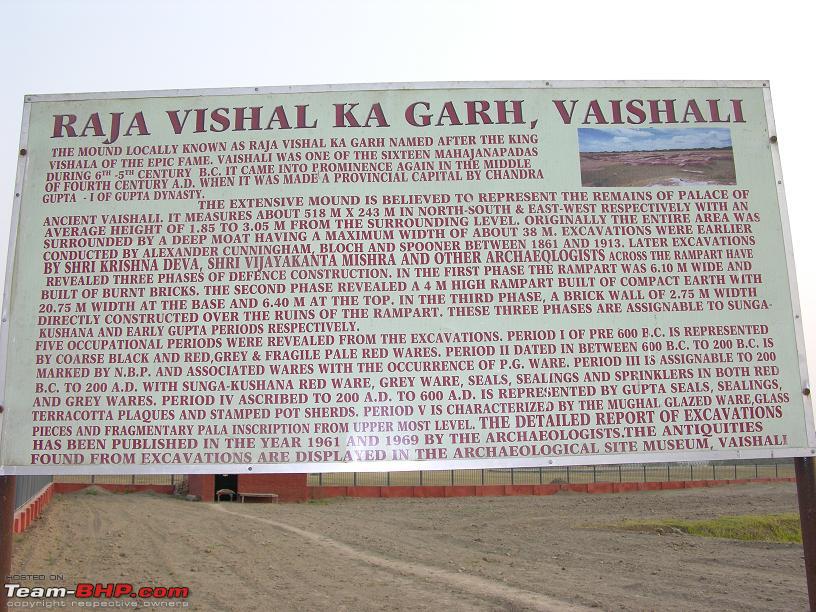 RAJA VISHAL KA GARH, VAISHALI
THE MOUND LOCALLY KNOWN AS RAJA VISHAL KA GARH NAMED AFTER THE KING
VISHALA OF THE EPIC FAME. VAISHALI WAS ONE OF THE SIXTEEN MAHAJANAPADAS
DURING 6TH -5TH CENTURY B.C. IT CAME INTO PROMINENCE AGAIN IN THE MIDDLE
OF FOURTH CENTURY A.D. WHEN IT WAS MADE A PROVINCIAL CAPITAL BY CHANDRA
GUPTA - I OF GUPTA DYNASTY.
THE EXTENSIVE MOUND IS BELIEVED TO REPRESENT THE REMAINS OF PALACE OF
ANCIENT VAISALI. IT MEASURES ABOUT 518 M X 243 M IN NORTH-SOUTH & EAST-WEST RESPECTIVELY WITH AN
AVERAGE HEIGHT OF 1.85 TO 3.05 M FROM THE SURROUNDING LEVEL. ORIGINALLY THE ENTIRE AREA WAS
SURROUNDED BY A DEEP MOAT HAVING A MAXIMUM WIDTH OF ABOUT 38 M. EXCAVATIONS WERE EARLIER
CONDUCTED BY ALEXANDER CUNNINGHAM, BLOCH AND SPOONER BETWEEN 1861 AND 1913. LATER EXCAVATIONS
BY SHRI KRISHNA DEVA, SHRI VIJAYAKANTA MISHRA AND OTHER ARCHAEOLOGISTS ACROSS THE RAMPART HAVE
REVEALED THREE PHASES OF DEFENCE CONSTRUCTION. IN THE FIRST PHASE THE RAMPART WAS 6.10 M WIDE AND
BUILT OF BURNT BRICKS. THE SECOND PHASE REVEALED A 4 M HIGH RAMPART BUILT OF COMPACT EARTH WITH
20.75 M WIDTH AT THE BASE AND 6.40 M AT THE TOP. IN THE THIRD PHASE, A BRICK WALL OF 2.75 M WIDTH
DIRECTLY CONSTRUCTED OVER THE RUINS OF THE RAMPART. THESE THREE PHASES ARE ASSIGNABLE TO SUNGA-
KUSHANA AND EARLY GUPTA PERIODS RESPECTIVELY.
FIVE OCCUPATIONAL PERIODS WERE REVEALED FROM THE EXCAVATIONS. PERIOD I OF PRE 600 B.C. IS REPRESENTED
BY COARSE BLACK AND RED,GREY & FRAGILE PALE RED WARES. PERIOD II DATED IN BETWEEN 600 B.C. TO 200 B.C. IS
MARKED BY N.B.P. AND ASSOCIATED WARES WITH THE OCCURRENCE OF P.G. WARE. PERIOD III IS ASSIGNABLE TO 200
B.C. TO 200 A.D. WITH SUNGA-KUSHANA RED WARE, GREY WARE, SEALS, SEALINGS AND SPRINKLERS IN BOTH RED
AND GREY WARES. PERIOD IV ASCRIBED TO 200 A.D. TO 600 A.D. IS REPRESENTED BY GUPTA SEALS, SEALINGS,
TERRACOTTA PLAQUES AND STAMPED POT SHERDS. PERIOD V IS CHARACTERIZED BY THE MUGHAL GLAZED WARE,GLASS
PIECES AND FRAGMENTARY PALA INSCRIPTION FROM UPPER MOST LEVEL. THE DETAILED REPORT OF EXCAVATIONS
HAS BEEN PUBLISHED IN THE YEAR 1961 AND 1969 BY THE ARCHAEOLOGISTS.THE ANTIQUITIES
FOUND FROM EXCAVATIONS ARE DISPLAYED IN THE ARCHAEOLOGICAL SITE MUSEUM, VAISHALI
HOSTED ON
Team-BHP.com
copyright respective owners